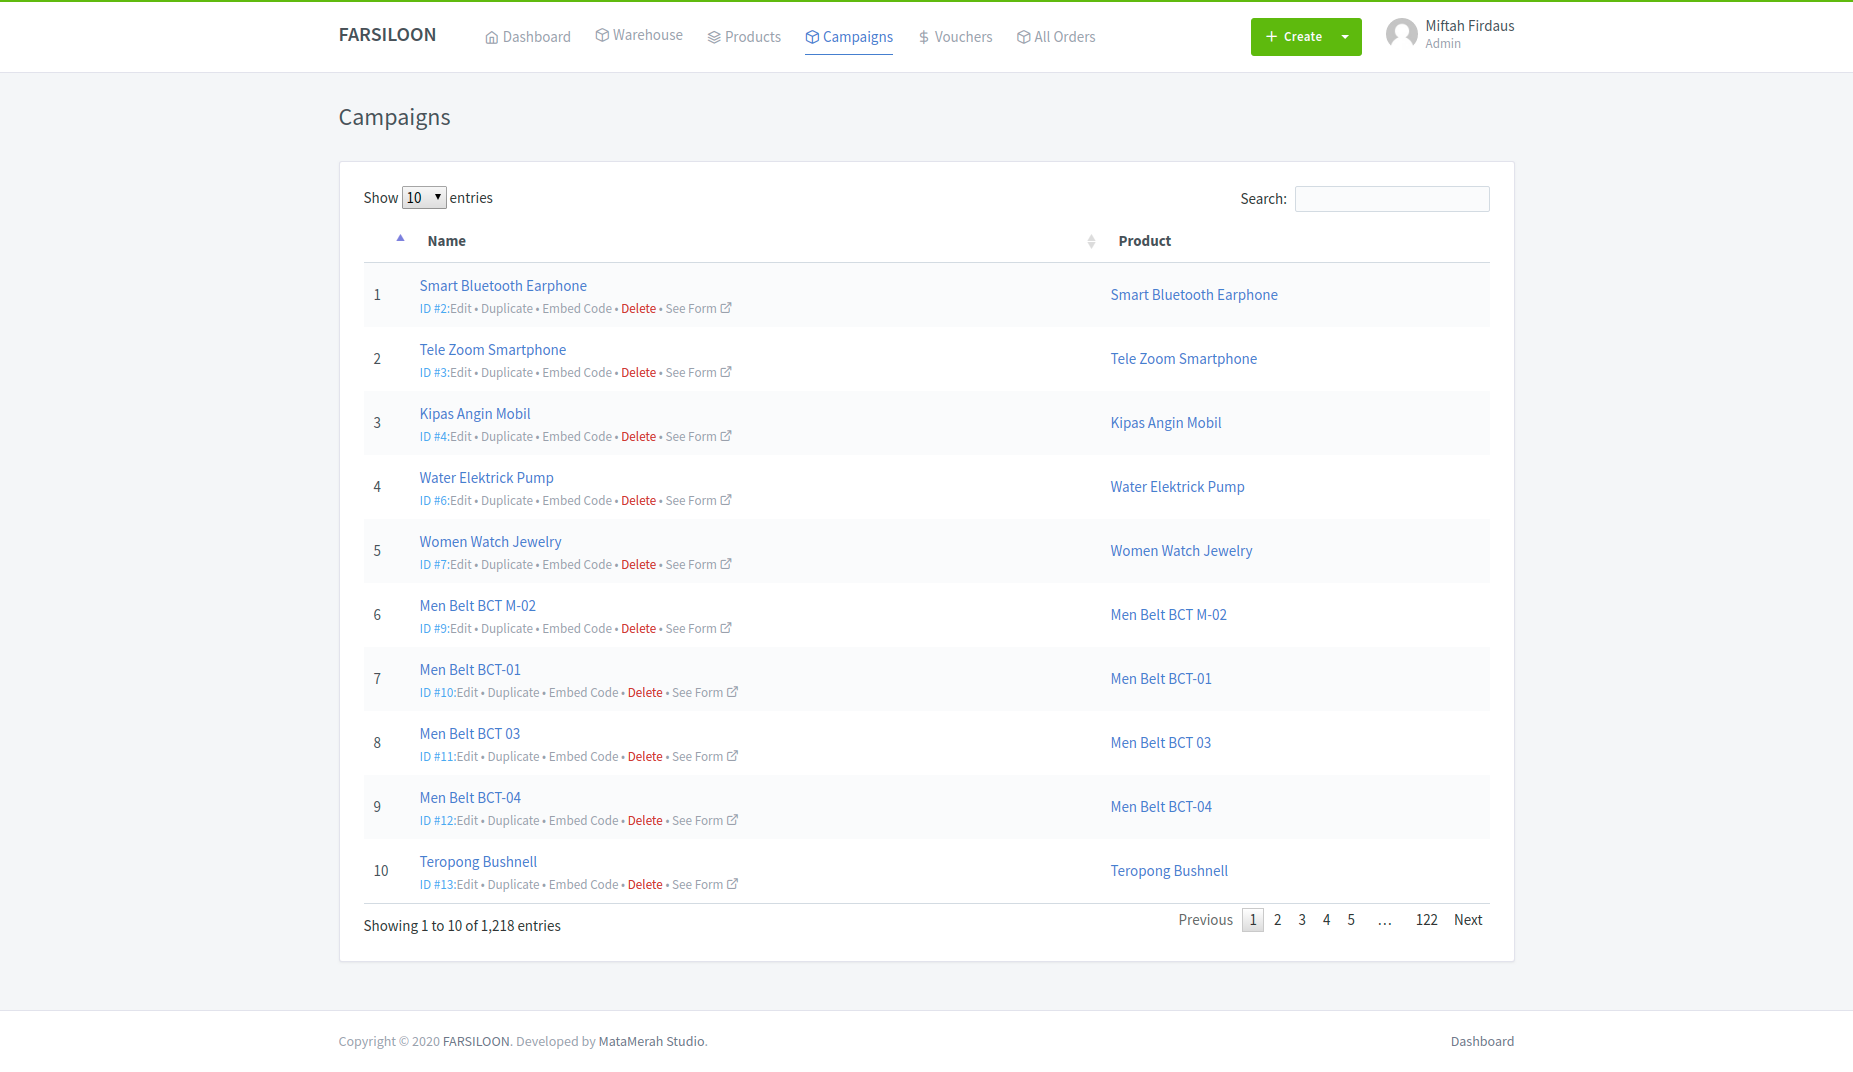 FARSILOON Dashboard Warehouse Products Campaigns Vouchers All Orders + Create Miftah Firdaus
Admin
Campaigns
Show 10 entries Search:
Name Product
1 Smart Bluetooth Earphone Smart Bluetooth Earphone
ID #2:Edit • Duplicate • Embed Code • Delete • See Form
2 Tele Zoom Smartphone Tele Zoom Smartphone
ID #3:Edit • Duplicate • Embed Code • Delete • See Form
3 Kipas Angin Mobil Kipas Angin Mobil
ID #4:Edit • Duplicate • Embed Code • Delete • See Form
4 Water Elektrick Pump Water Elektrick Pump
ID #6:Edit • Duplicate • Embed Code • Delete • See Form
5 Women Watch Jewelry Women Watch Jewelry
ID #7:Edit • Duplicate • Embed Code • Delete • See Form
6 Men Belt BCT M-02 Men Belt BCT M-02
ID #9:Edit • Duplicate • Embed Code • Delete • See Form
7 Men Belt BCT-01 Men Belt BCT-01
ID #10:Edit • Duplicate • Embed Code • Delete • See Form
8 Men Belt BCT 03 Men Belt BCT 03
ID #11:Edit • Duplicate • Embed Code • Delete • See Form
9 Men Belt BCT-04 Men Belt BCT-04
ID #12:Edit • Duplicate • Embed Code • Delete • See Form
10 Teropong Bushnell Teropong Bushnell
ID #13:Edit • Duplicate • Embed Code • Delete • See Form
Showing 1 to 10 of 1,218 entries Previous 1 2 3 4 5 … 122 Next
Copyright © 2020 FARSILOON. Developed by MataMerah Studio. Dashboard